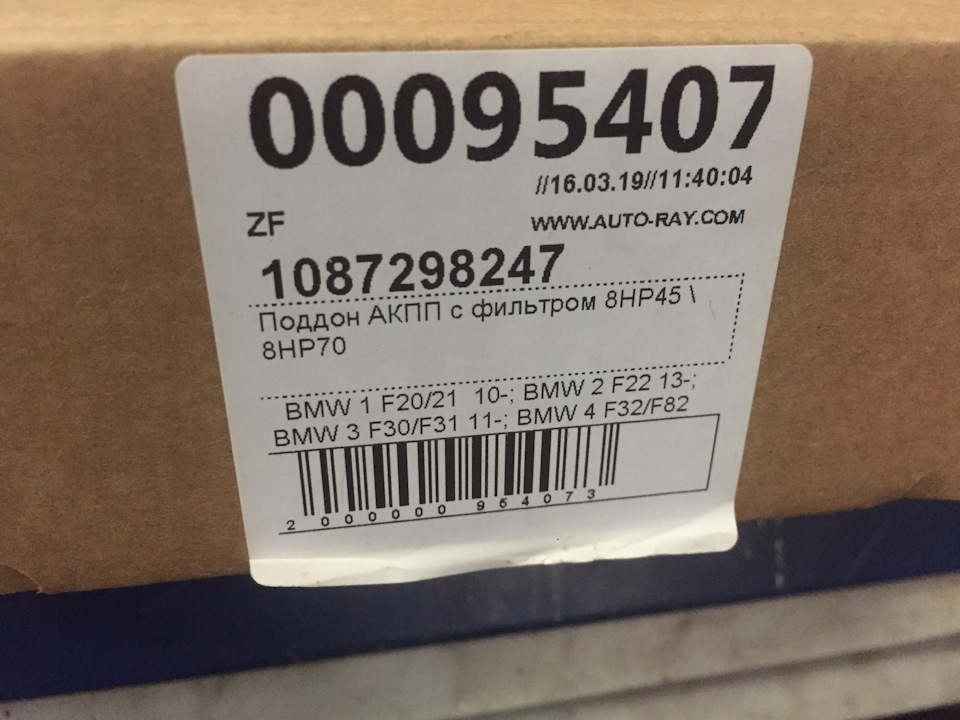 00095407
//16.03.19//11:40:04
ZF
WWW.AUTO-RAY.COM
1087298247
Поддон АКПП с фильтром 8HP45 \
8HP70
BMW 1 F20/21 10-; BMW 2 F22 13-;
BMW 3 F30/F31 11-; BMW 4 F32/F82
2 000000 954073